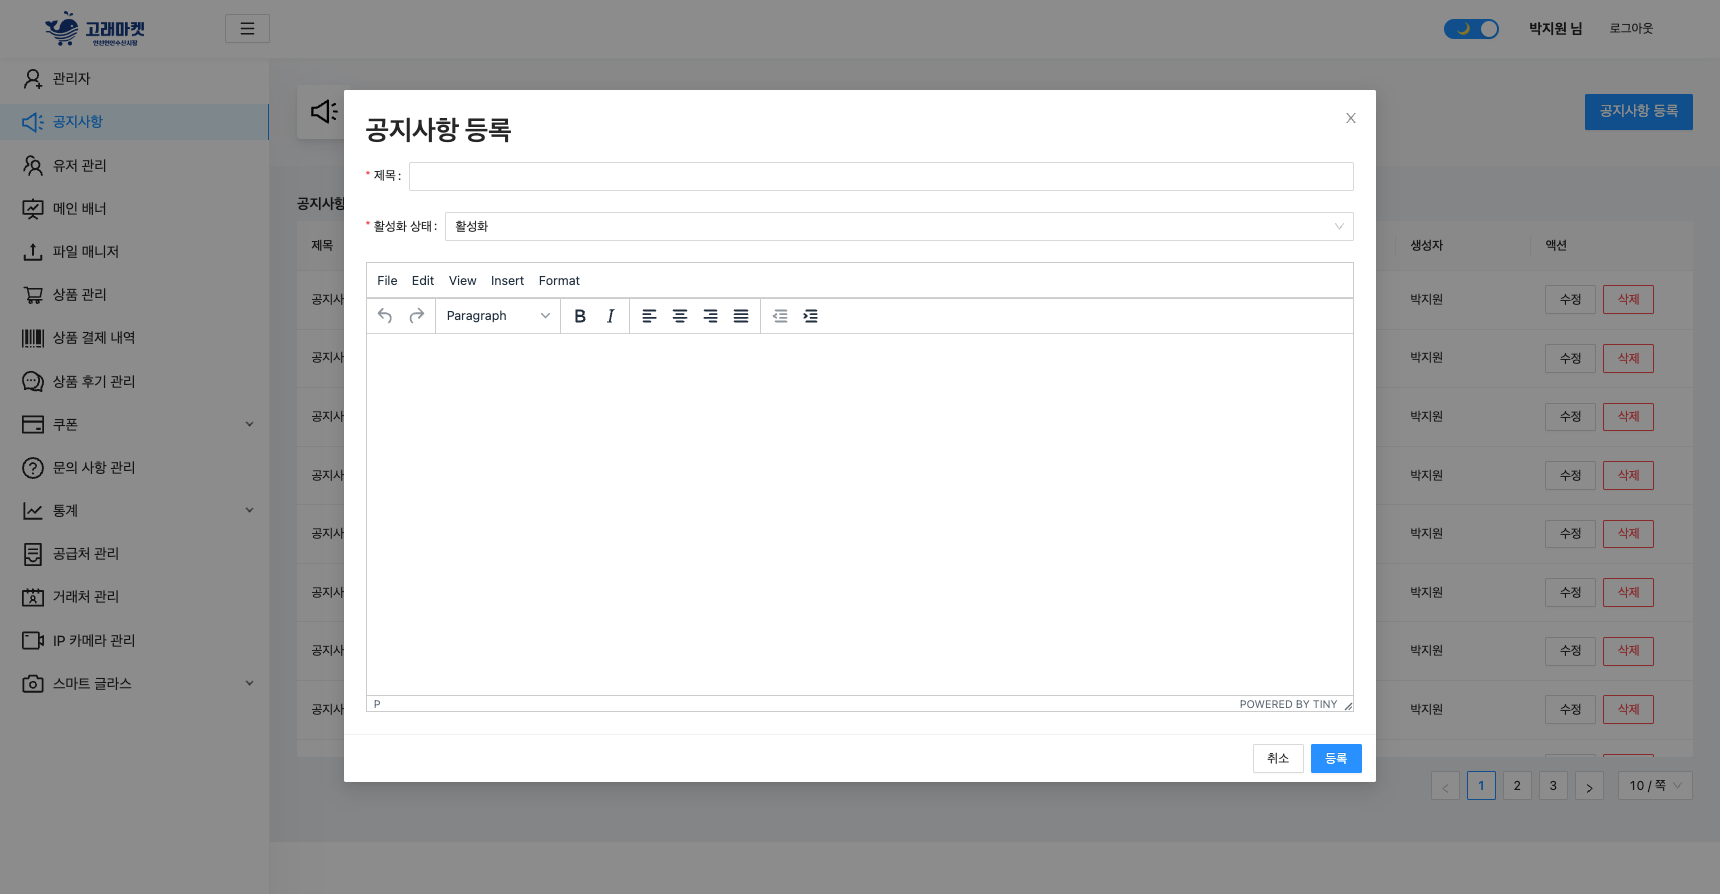 고래마켓
인천연안수산시장
박지원 님
로그아웃
관리자
공지사항
유저 관리
메인 배너
파일 매니저
상품 관리
상품 결제 내역
상품 후기 관리
쿠폰
문의 사항 관리
통계
공급처 관리
거래처 관리
IP 카메라 관리
스마트 글라스
공지사항 등록
공지사항
제목 생성자 액션
공지사 박지원 수정 삭제
공지사 박지원 수정 삭제
공지사 박지원 수정 삭제
공지사 박지원 수정 삭제
공지사 박지원 수정 삭제
공지사 박지원 수정 삭제
공지사 박지원 수정 삭제
공지사 박지원 수정 삭제
< 1 2 3 > 10 / 쪽
공지사항 등록
* 제목 :
* 활성화 상태 : 활성화
File Edit View Insert Format
Paragraph B I
P POWERED BY TINY
취소 등록